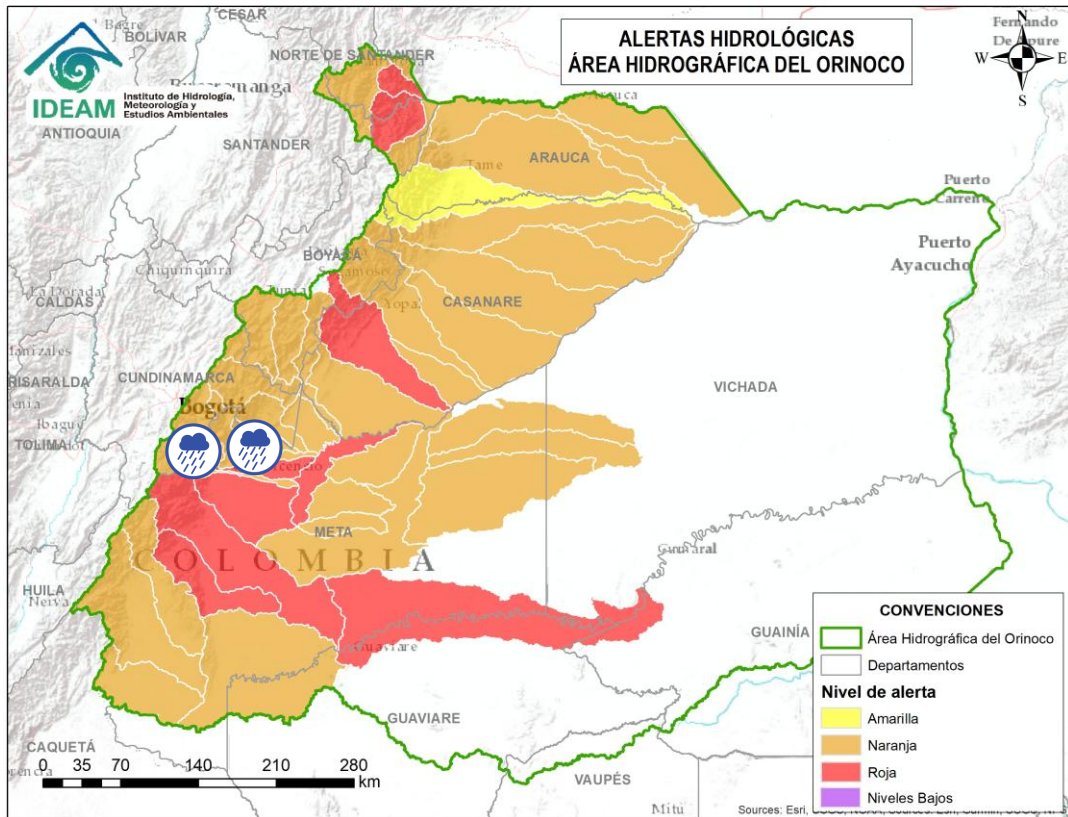 ALERTAS HIDROLÓGICAS
ÁREA HIDROGRÁFICA DEL ORINOCO
IDEAM
Instituto de Hidrología,
Meteorología y
Estudios Ambientales
N
W E
S
CESAR
BOLÍVAR
NORTE DE SANTANDER
ANTIOQUIA
SANTANDER
ARAUCA
Tame
Puerto
Carreño
Puerto
Ayacucho
BOYACÁ
Chiquinquira
La Dorada
CALDAS
CASANARE
VICHADA
CUNDINAMARCA
RISARALDA
Bogotá
Ibagué
TOLIMA
META
COLOMBIA
HUILA
Neiva
Guaviare
GUAINÍA
GUAVIARE
CAQUETÁ
VAUPÉS
Mitú
0 35 70 140 210 280
km
CONVENCIONES
Área Hidrográfica del Orinoco
Departamentos
Nivel de alerta
Amarilla
Naranja
Roja
Niveles Bajos
Sources: Esri,